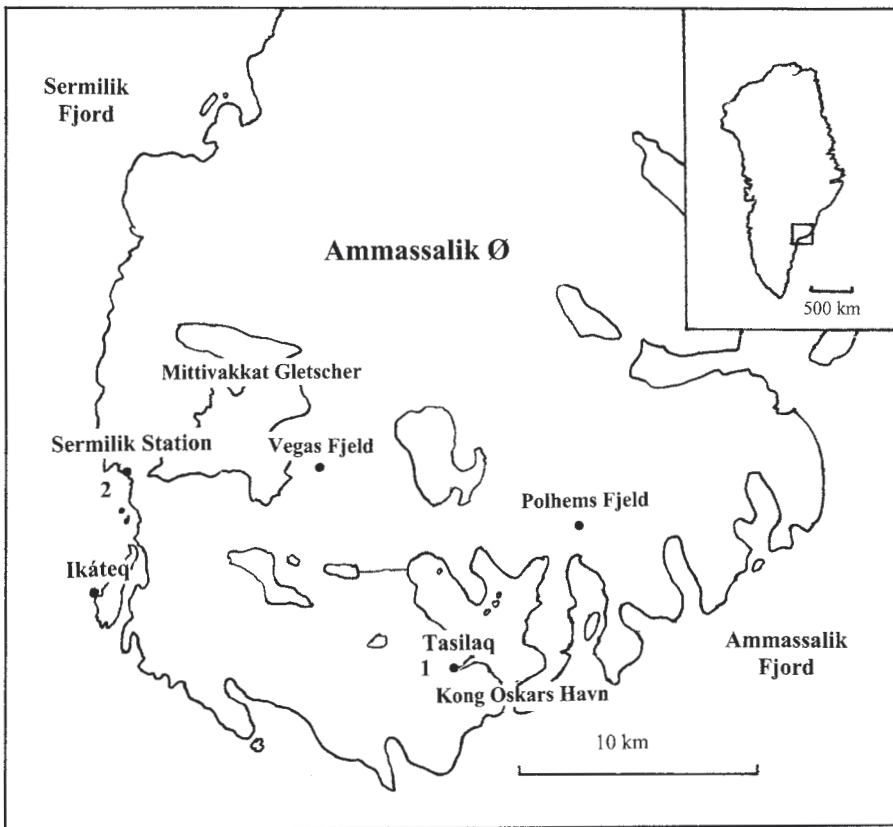 Sermilik
Fjord
Ammassalik Ø
500 km
Mittivakkat Gletscher
Sermilik Station
2
Vegas Fjeld
Polhems Fjeld
Ikáteq
Tasilaq
1
Kong Oskars Havn
Ammassalik
Fjord
10 km